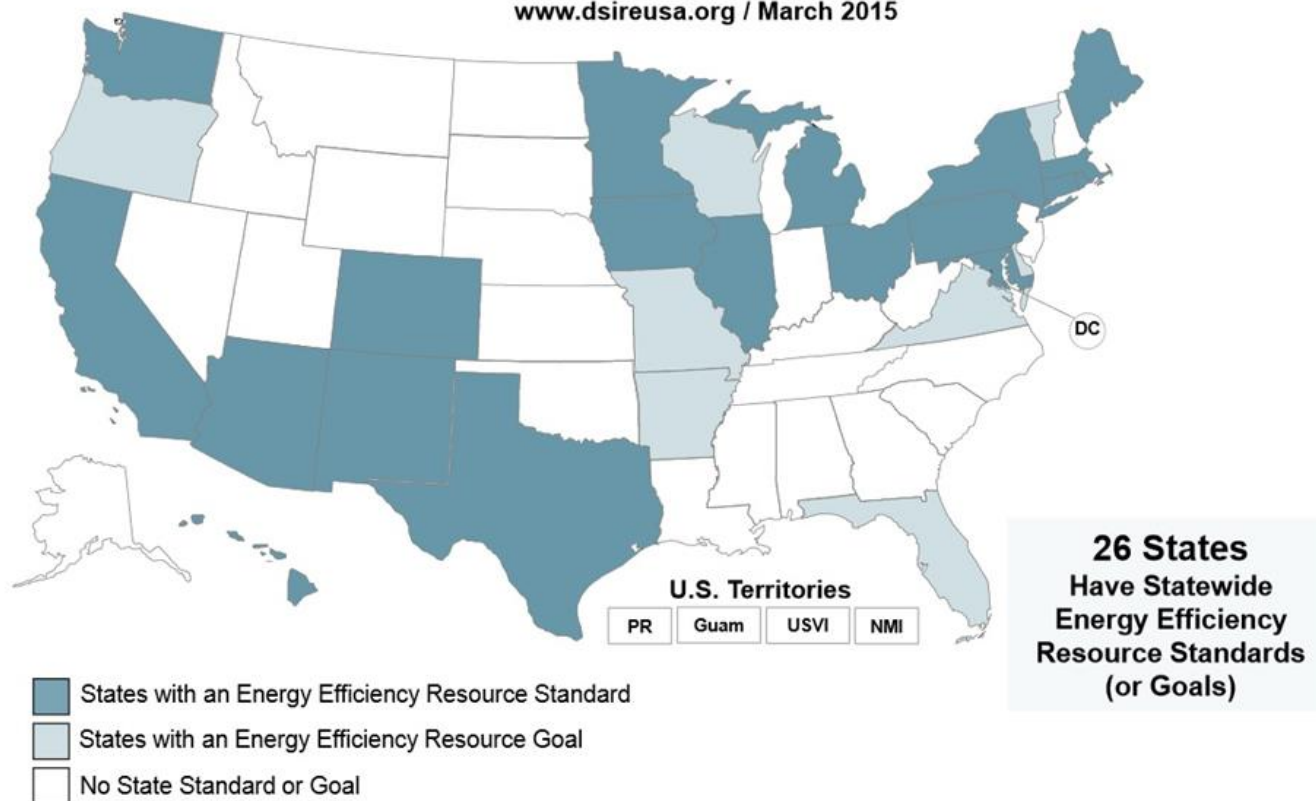 www.dsireusa.org / March 2015
DC
U.S. Territories
PR
Guam
USVI
NMI
26 States
Have Statewide
Energy Efficiency
Resource Standards
(or Goals)
States with an Energy Efficiency Resource Standard
States with an Energy Efficiency Resource Goal
No State Standard or Goal